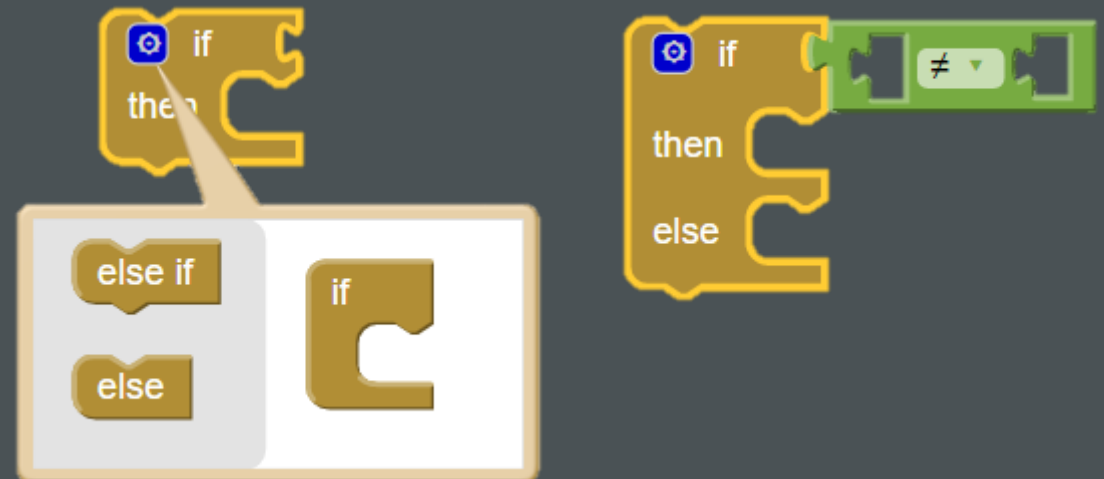 if
then
else if
else
if
if ≠ ▼
then
else